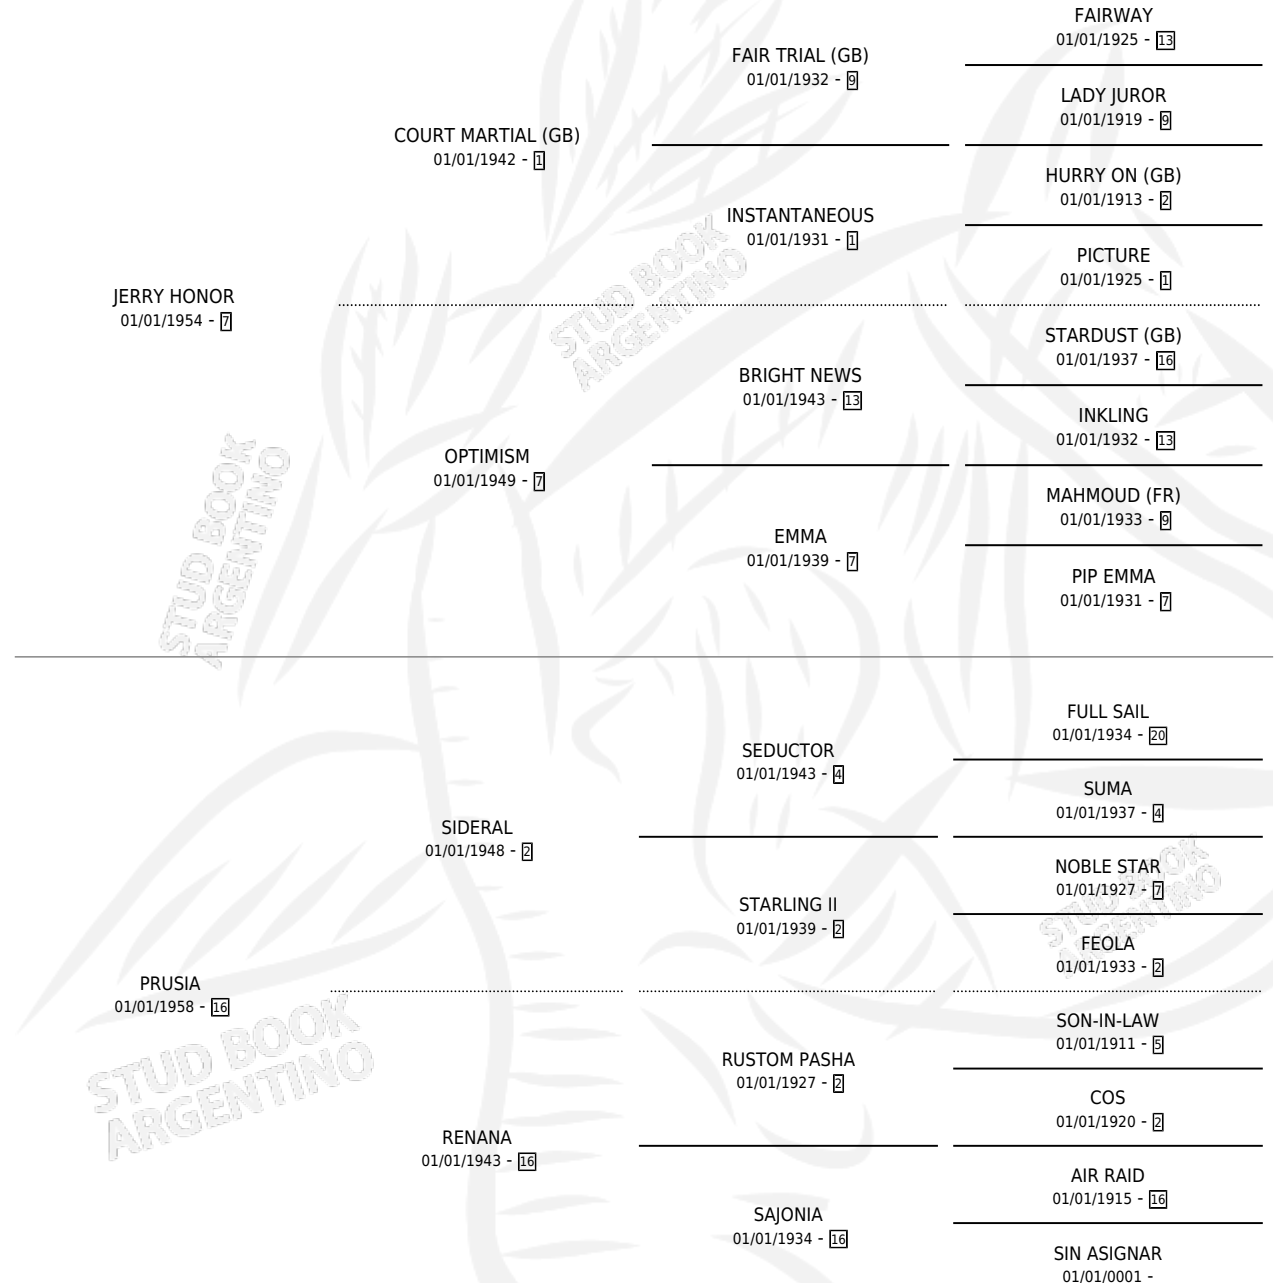 FAIRWAY
01/01/1925 - 13
FAIR TRIAL (GB)
01/01/1932 - 9
LADY JUROR
01/01/1919 - 9
COURT MARTIAL (GB)
01/01/1942 - 1
HURRY ON (GB)
01/01/1913 - 2
INSTANTANEOUS
01/01/1931 - 1
PICTURE
01/01/1925 - 1
JERRY HONOR
01/01/1954 - 7
STARDUST (GB)
01/01/1937 - 16
BRIGHT NEWS
01/01/1943 - 13
INKLING
01/01/1932 - 13
OPTIMISM
01/01/1949 - 7
MAHMOUD (FR)
01/01/1933 - 9
EMMA
01/01/1939 - 7
PIP EMMA
01/01/1931 - 7
FULL SAIL
01/01/1934 - 20
SEDUCTOR
01/01/1943 - 4
SUMA
01/01/1937 - 4
SIDERAL
01/01/1948 - 2
NOBLE STAR
01/01/1927 - 7
STARLING II
01/01/1939 - 2
FEOLA
01/01/1933 - 2
PRUSIA
01/01/1958 - 16
SON-IN-LAW
01/01/1911 - 5
RUSTOM PASHA
01/01/1927 - 2
COS
01/01/1920 - 2
RENANA
01/01/1943 - 16
AIR RAID
01/01/1915 - 16
SAJONIA
01/01/1934 - 16
SIN ASIGNAR
01/01/0001 -
STUD BOOK
ARGENTINO
STUD BOOK
ARGENTINO
STUD BOOK
ARGENTINO
STUD BOOK
ARGENTINO